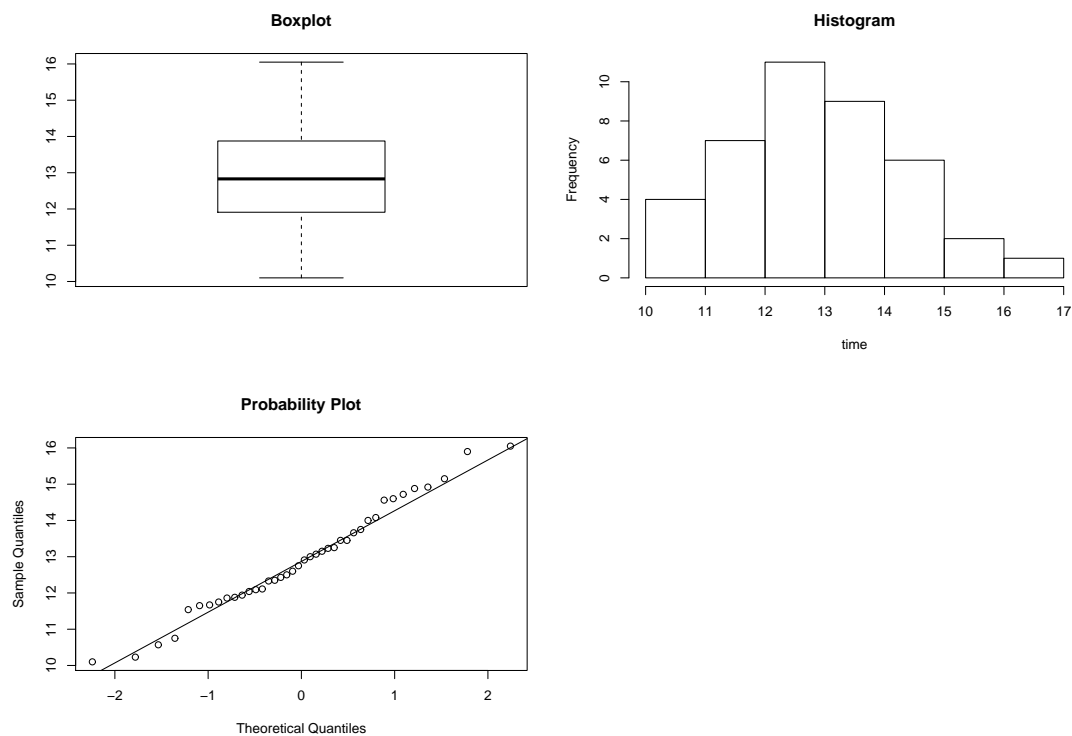 Boxplot
10 11 12 13 14 15 16
Histogram
Frequency
0 2 4 6 8 10
10 11 12 13 14 15 16 17
time
Probability Plot
Sample Quantiles
10 11 12 13 14 15 16
−2 −1 0 1 2
Theoretical Quantiles